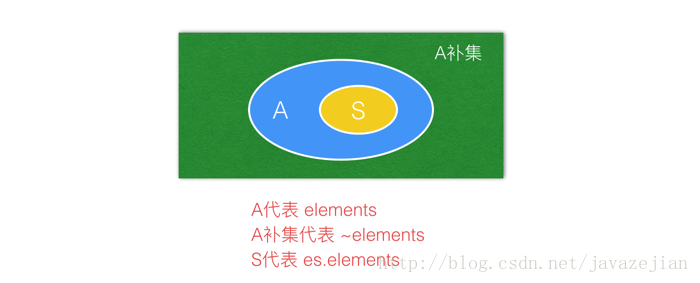 A补集
A
S
A代表 elements
A补集代表 ~elements
S代表 es.elements
http://blog.csdn.net/javazejian